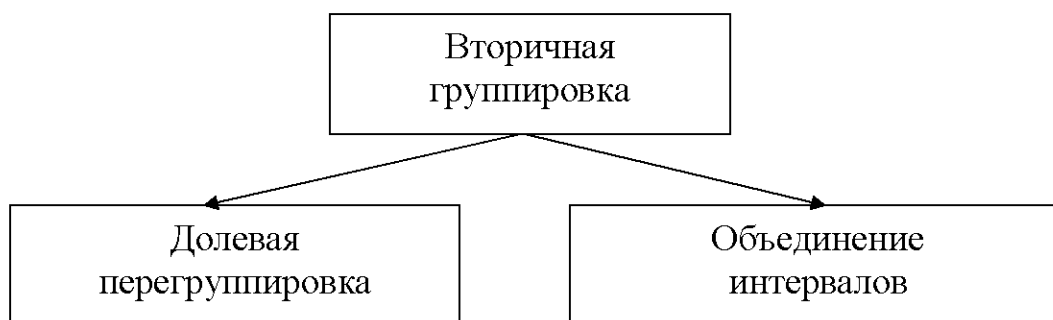 Вторичная
группировка
Долевая
перегруппировка
Объединение
интервалов